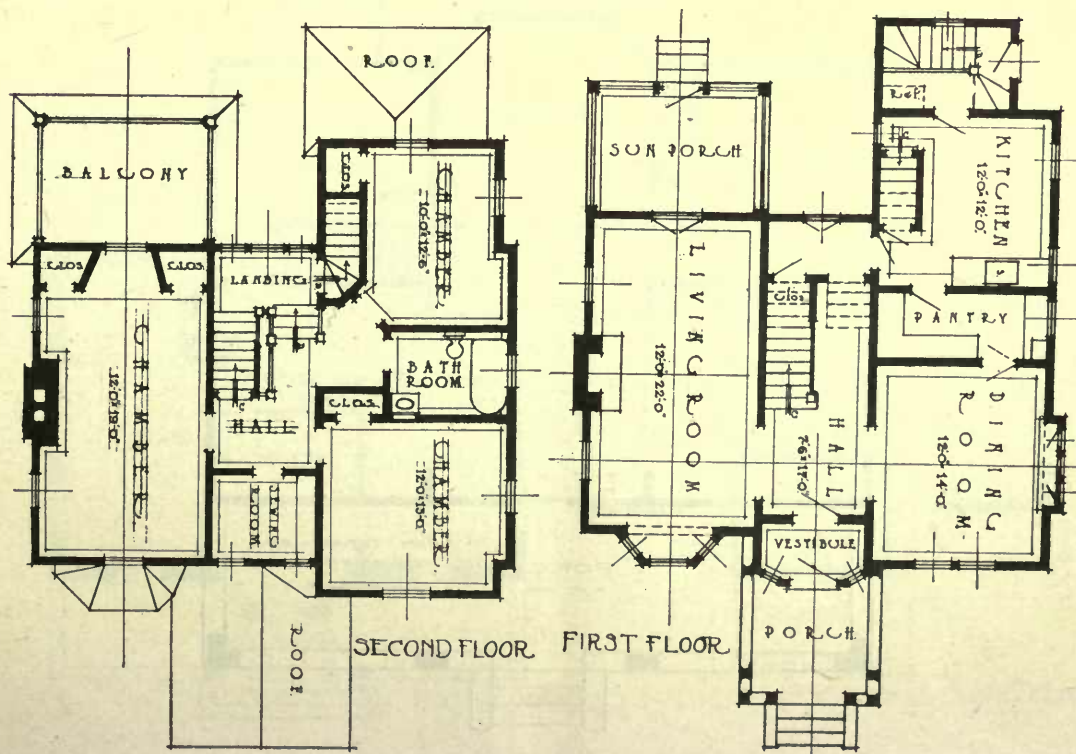 ROOF.
BALCONY
CLOS.
CHAMBER
10'-0"x12'-6"
CLOS.
CLOS.
LANDING
CHAMBER
12'-0"x19'-0"
BATH
ROOM
CLOS.
HALL
SEWING
ROOM
CHAMBER
12'-0"x13'-0"
ROOF.
SECOND FLOOR
SUN PORCH
REF.
KITCHEN
12'-0"x12'-0"
S.
LIVING ROOM
12'-0"x22'-0"
Clos.
PANTRY
HALL
7'-6"x17'-0"
DINING
ROOM
12'-0"x14'-0"
VESTIBULE
PORCH
FIRST FLOOR